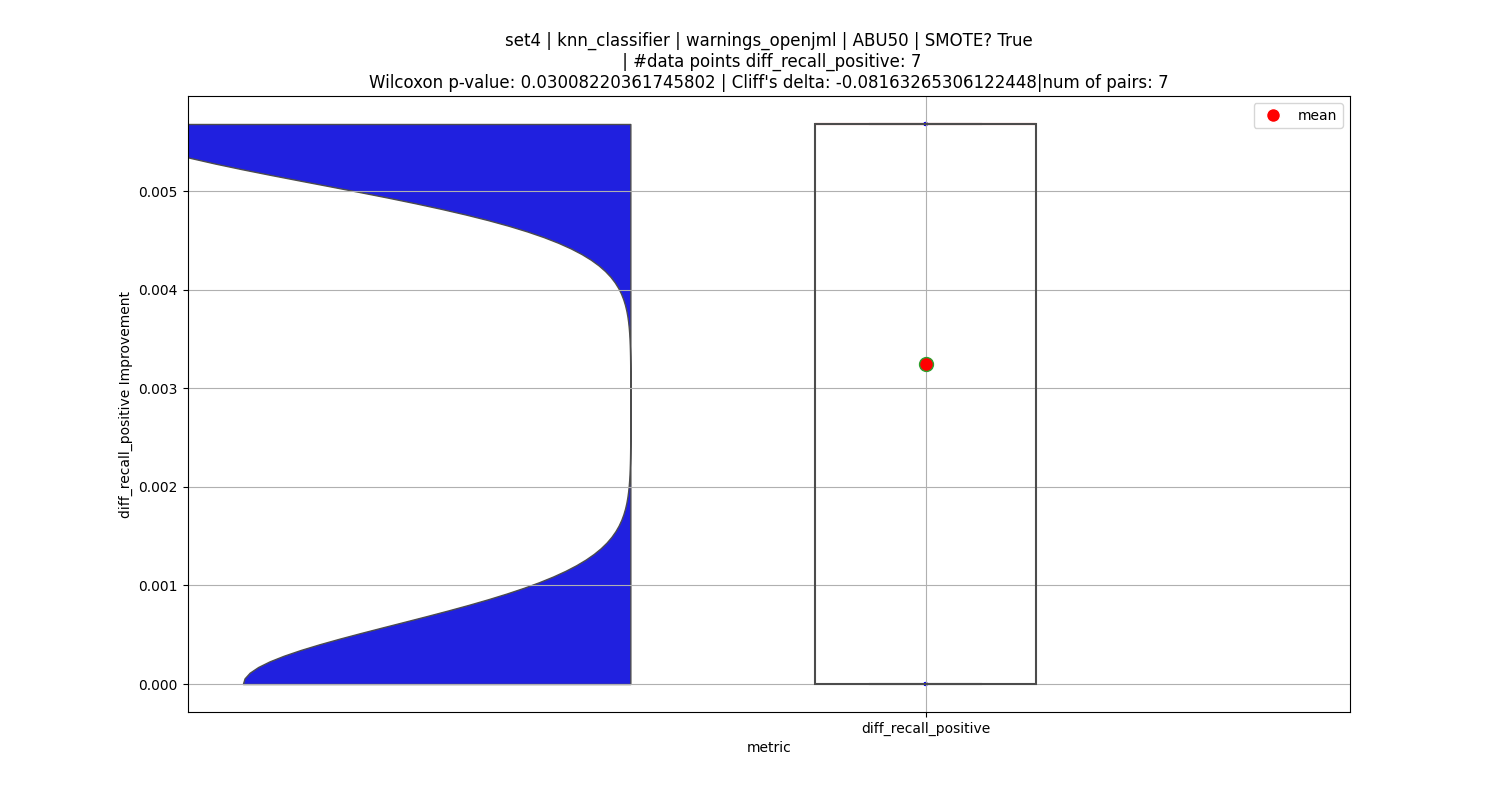 set4 | knn_classifier | warnings_openjml | ABU50 | SMOTE? True
| #data points diff_recall_positive: 7
Wilcoxon p-value: 0.03008220361745802 | Cliff's delta: -0.08163265306122448|num of pairs: 7
mean
0.005
0.004
0.003
0.002
0.001
0.000
diff_recall_positive Improvement
diff_recall_positive
metric